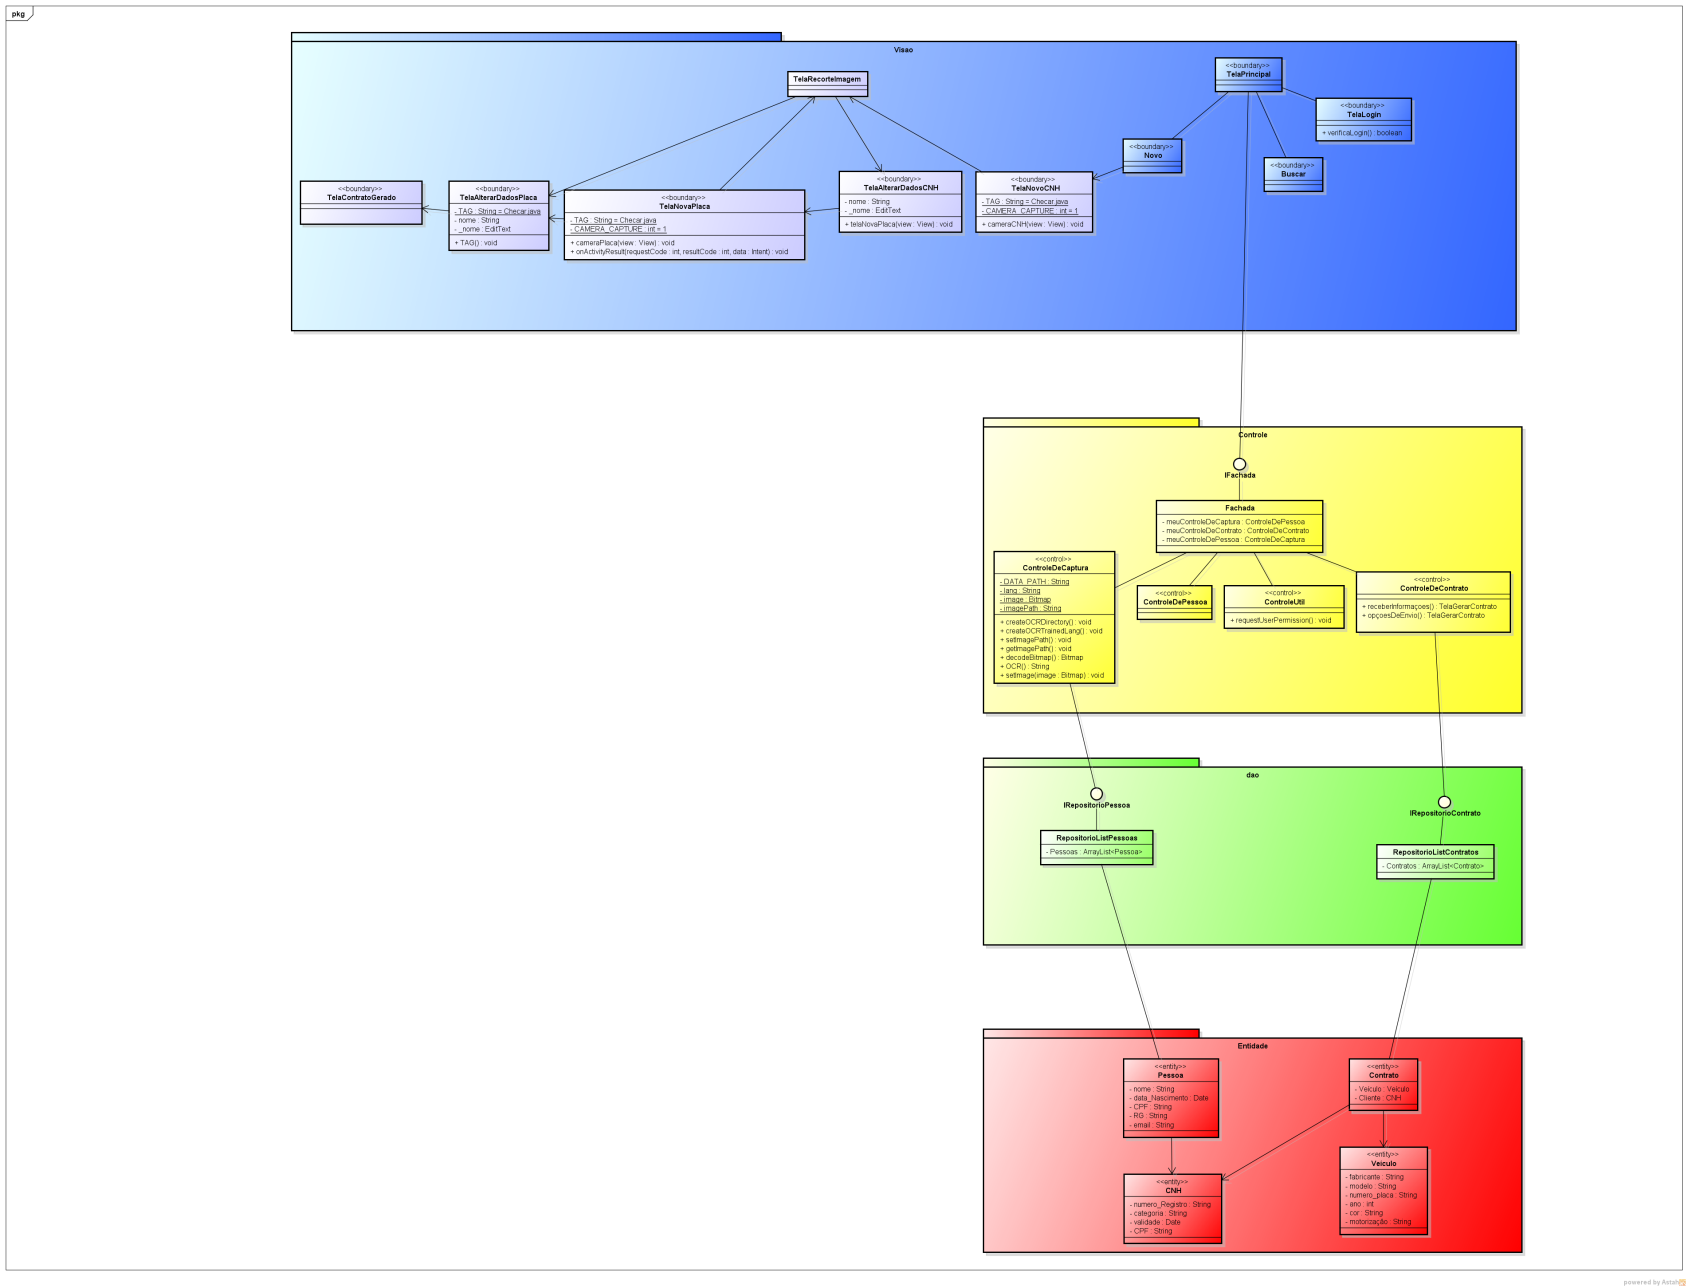 pkg
Visao
TelaRecorteImagem
<<boundary>>
TelaPrincipal
<<boundary>>
TelaLogin
+ verificaLogin() : boolean
<<boundary>>
Novo
<<boundary>>
Buscar
<<boundary>>
TelaContratoGerado
<<boundary>>
TelaAlterarDadosPlaca
- TAG : String = Checar.java
- nome : String
- _nome : EditText
+ TAG() : void
<<boundary>>
TelaNovaPlaca
- TAG : String = Checar.java
- CAMERA_CAPTURE : int = 1
+ cameraPlaca(view : View) : void
+ onActivityResult(requestCode : int, resultCode : int, data : Intent) : void
<<boundary>>
TelaAlterarDadosCNH
- nome : String
- _nome : EditText
+ telaNovaPlaca(view : View) : void
<<boundary>>
TelaNovoCNH
- TAG : String = Checar.java
- CAMERA_CAPTURE : int = 1
+ cameraCNH(view : View) : void
Controle
IFachada
Fachada
- meuControleDeCaptura : ControleDePessoa
- meuControleDeContrato : ControleDeContrato
- meuControleDePessoa : ControleDeCaptura
<<control>>
ControleDeCaptura
- DATA_PATH : String
- lang : String
- image : Bitmap
- imagePath : String
+ createOCRDirectory() : void
+ createOCRTrainedLang() : void
+ setImagePath() : void
+ getImagePath() : void
+ decodeBitmap() : Bitmap
+ OCR() : String
+ setImage(image : Bitmap) : void
<<control>>
ControleDePessoa
<<control>>
ControleUtil
+ requestUserPermission() : void
<<control>>
ControleDeContrato
+ receberInformaçoes() : TelaGerarContrato
+ opçoesDeEnvio() : TelaGerarContrato
dao
IRepositorioPessoa
IRepositorioContrato
RepositorioListPessoas
- Pessoas : ArrayList<Pessoa>
RepositorioListContratos
- Contratos : ArrayList<Contrato>
Entidade
<<entity>>
Pessoa
- nome : String
- data_Nascimento : Date
- CPF : String
- RG : String
- email : String
<<entity>>
Contrato
- Veiculo : Veiculo
- Cliente : CNH
<<entity>>
CNH
- numero_Registro : String
- categoria : String
- validade : Date
- CPF : String
<<entity>>
Veiculo
- fabricante : String
- modelo : String
- numero_placa : String
- ano : int
- cor : String
- motorização : String
powered by Astah